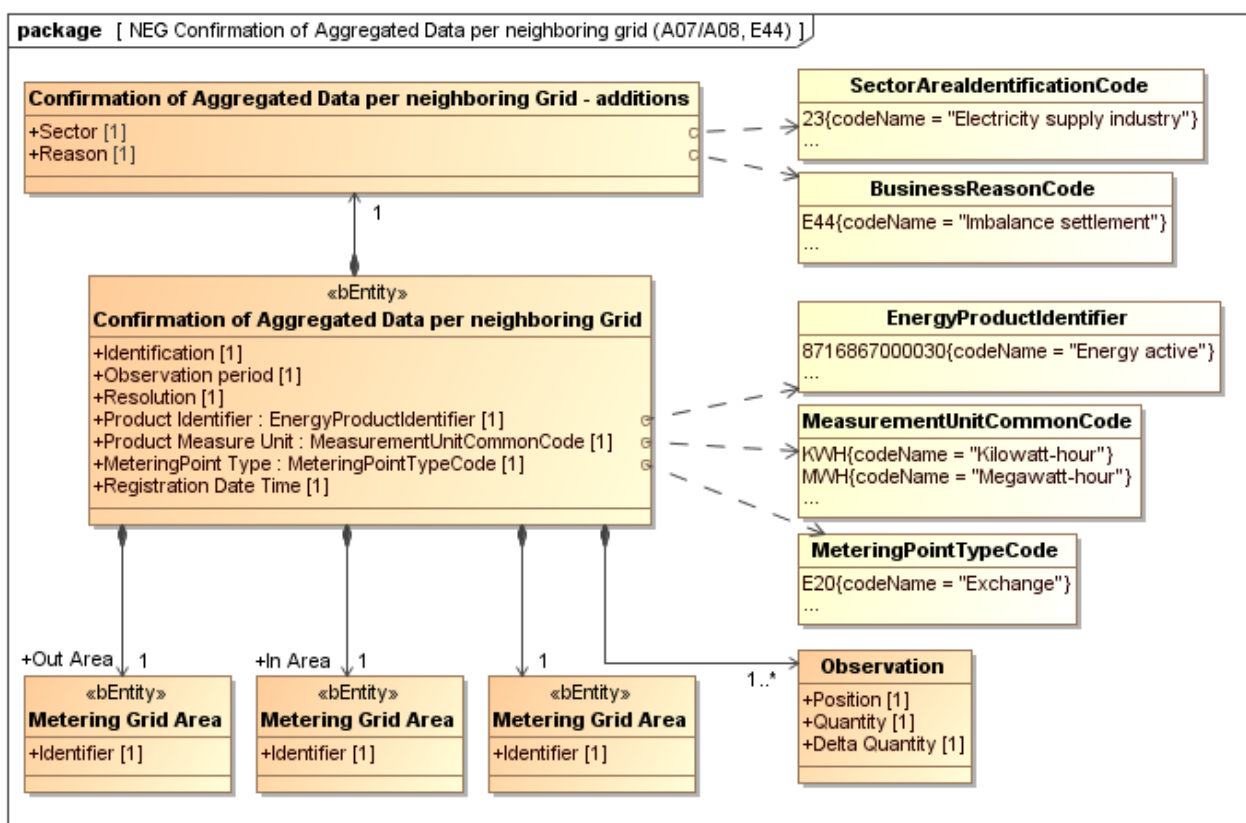 package [ NEG Confirmation of Aggregated Data per neighboring grid (A07/A08, E44) ]
Confirmation of Aggregated Data per neighboring Grid - additions
+Sector [1]
+Reason [1]
SectorAreaIdentificationCode
23{codeName = "Electricity supply industry"}
...
BusinessReasonCode
E44{codeName = "Imbalance settlement"}
...
1
«bEntity»
Confirmation of Aggregated Data per neighboring Grid
+Identification [1]
+Observation period [1]
+Resolution [1]
+Product Identifier : EnergyProductIdentifier [1]
+Product Measure Unit : MeasurementUnitCommonCode [1]
+MeteringPoint Type : MeteringPointTypeCode [1]
+Registration Date Time [1]
EnergyProductIdentifier
8716867000030{codeName = "Energy active"}
...
MeasurementUnitCommonCode
KWH{codeName = "Kilowatt-hour"}
MWH{codeName = "Megawatt-hour"}
...
MeteringPointTypeCode
E20{codeName = "Exchange"}
...
+Out Area 1
+In Area 1
1
1..*
«bEntity»
Metering Grid Area
+Identifier [1]
«bEntity»
Metering Grid Area
+Identifier [1]
«bEntity»
Metering Grid Area
+Identifier [1]
Observation
+Position [1]
+Quantity [1]
+Delta Quantity [1]